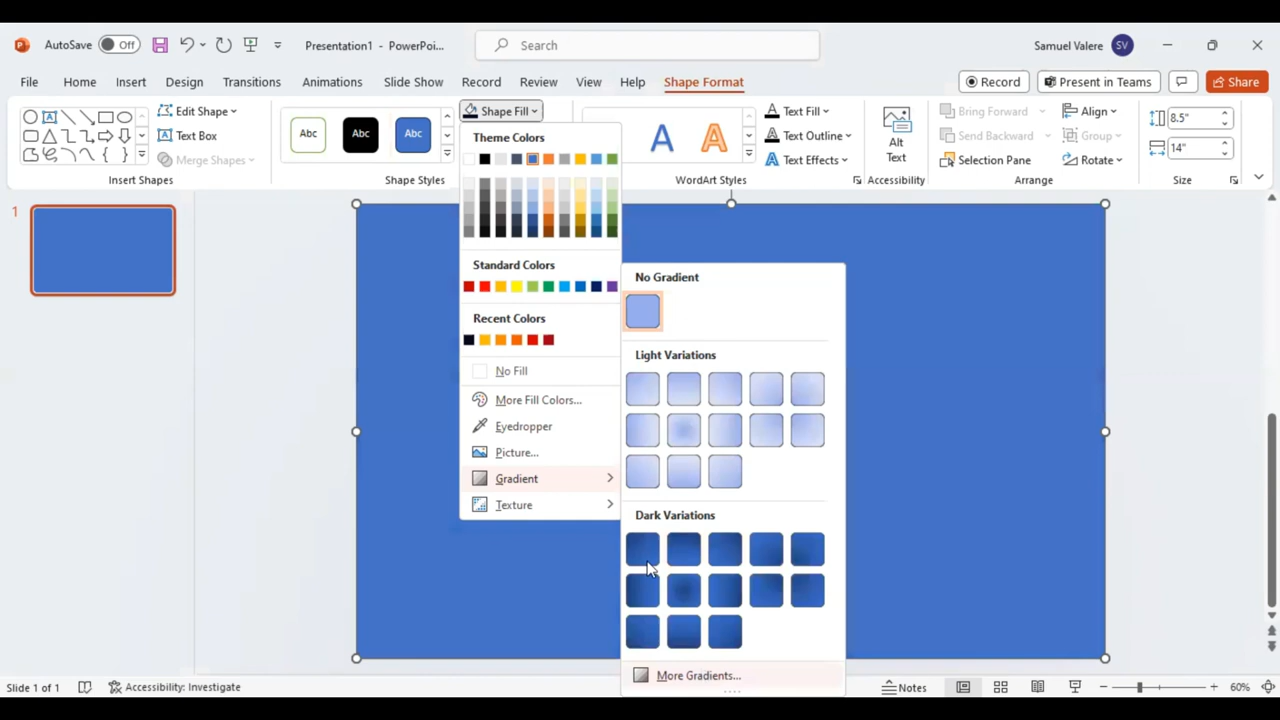 AutoSave Off Presentation1 - PowerPoi... Search Samuel Valere SV
File Home Insert Design Transitions Animations Slide Show Record Review View Help Shape Format Record Present in Teams Share
Edit Shape
Text Box
Merge Shapes
Insert Shapes
Abc Abc Abc
Shape Styles
Shape Fill
A A
Text Fill
Text Outline
Text Effects
WordArt Styles
Alt
Text
Accessibility
Bring Forward
Send Backward
Selection Pane
Align
Group
Rotate
Arrange
8.5"
14"
Size
1
Theme Colors
Standard Colors
Recent Colors
No Fill
More Fill Colors...
Eyedropper
Picture...
Gradient
Texture
No Gradient
Light Variations
Dark Variations
More Gradients...
Slide 1 of 1 Accessibility: Investigate Notes 60%